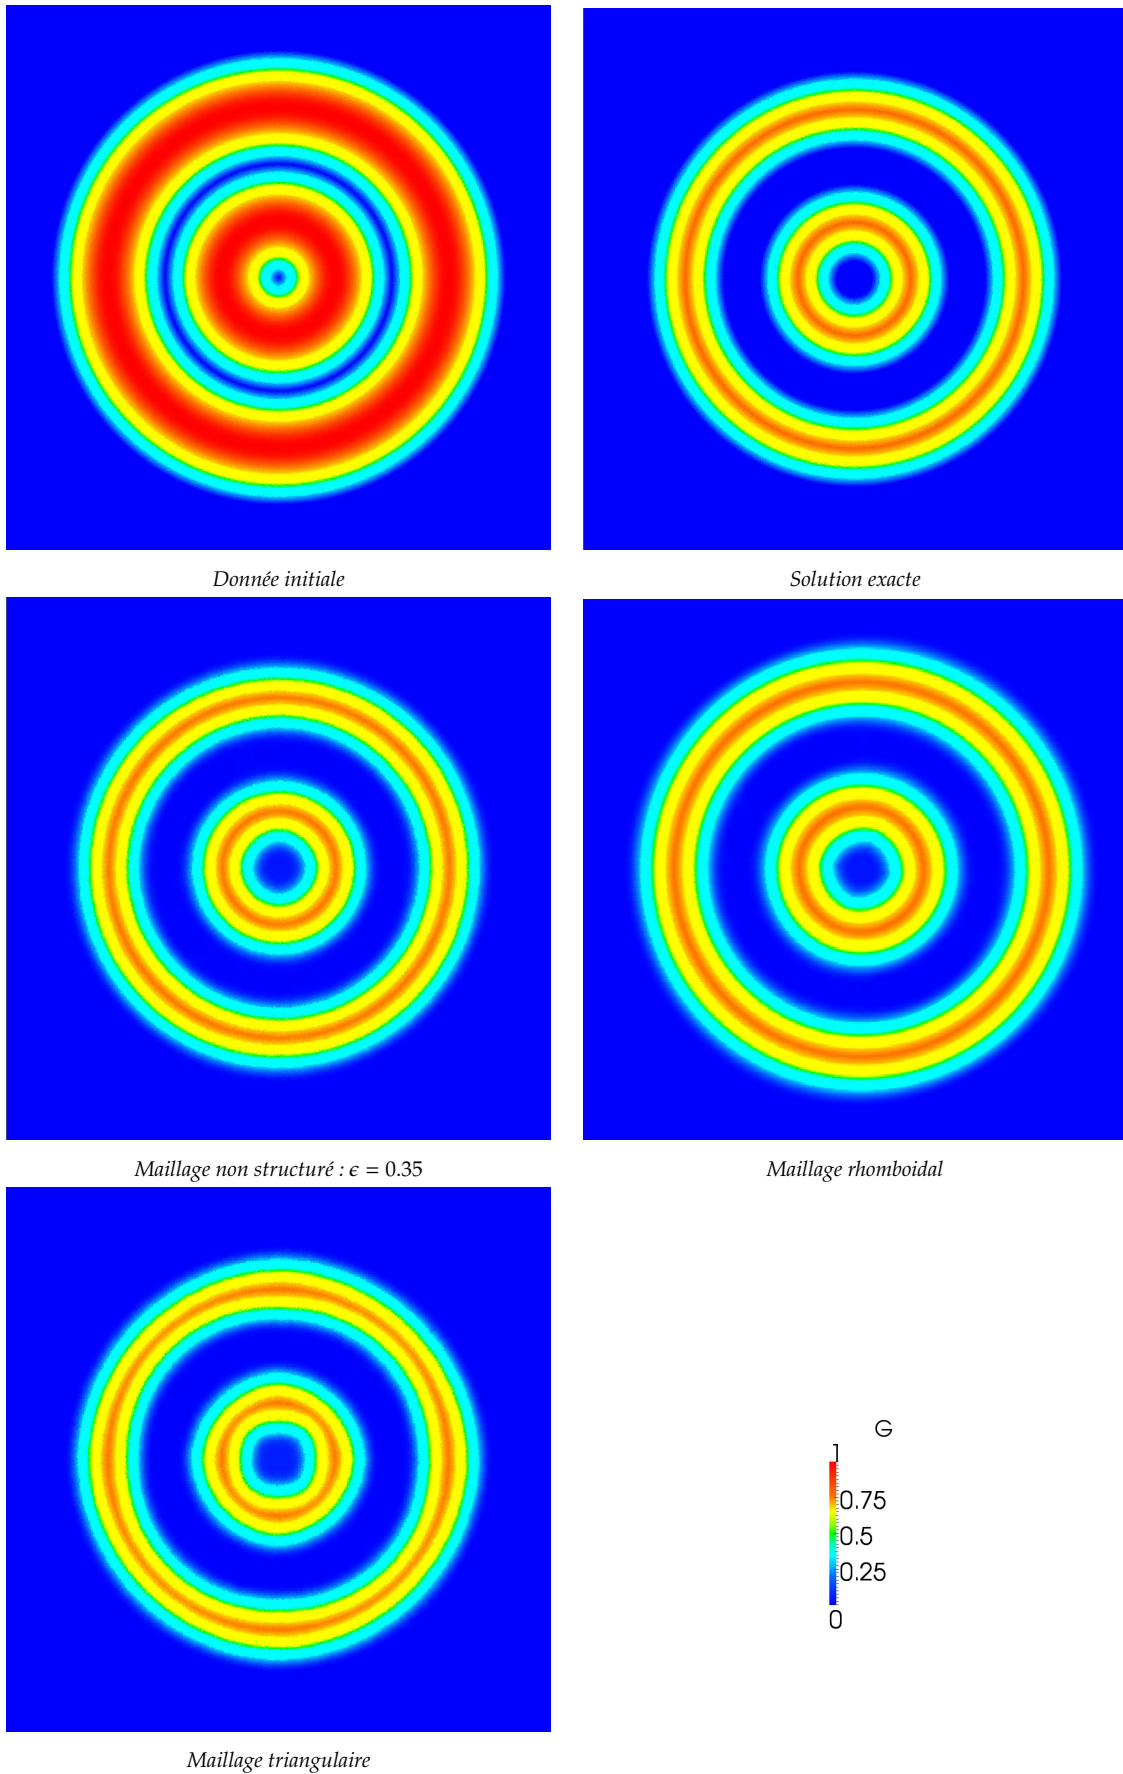 Donnée initiale
Solution exacte
Maillage non structuré : ϵ = 0.35
Maillage rhomboidal
G
1
0.75
0.5
0.25
0
Maillage triangulaire